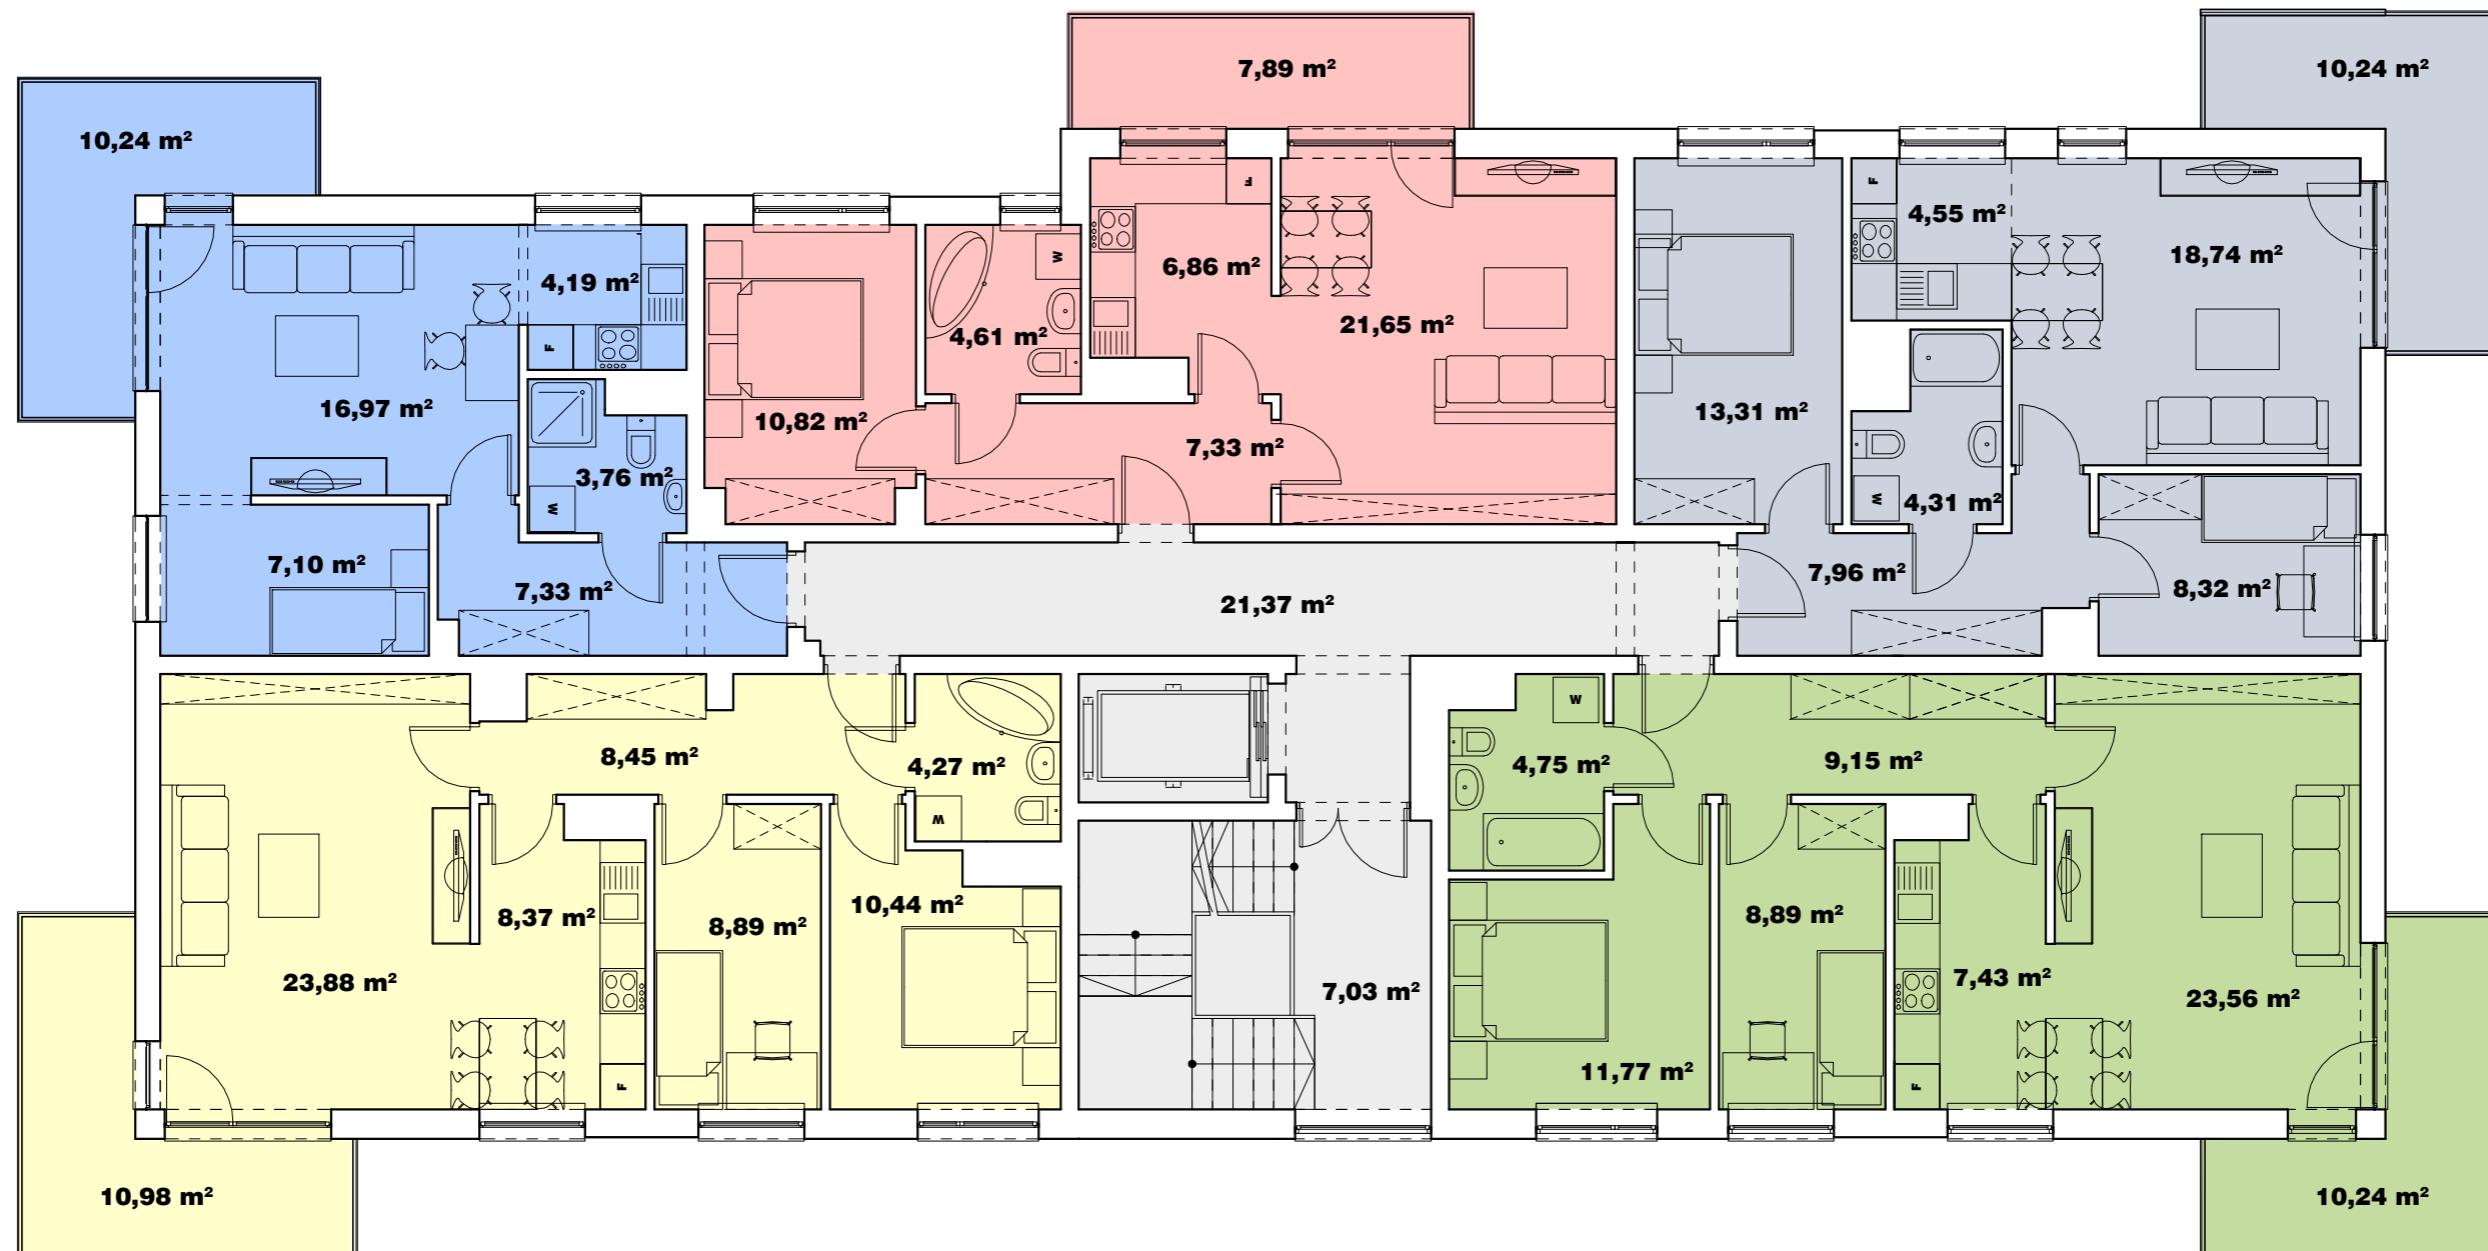 7,89 m²
10,24 m²
10,24 m²
F
F
4,55 m²
W
18,74 m²
6,86 m²
4,19 m²
21,65 m²
4,61 m²
F
16,97 m²
13,31 m²
10,82 m²
7,33 m²
3,76 m²
W
W
4,31 m²
7,10 m²
7,96 m²
7,33 m²
8,32 m²
21,37 m²
W
8,45 m²
4,27 m²
4,75 m²
9,15 m²
W
10,44 m²
8,37 m²
8,89 m²
8,89 m²
23,88 m²
7,03 m²
7,43 m²
23,56 m²
11,77 m²
F
F
10,98 m²
10,24 m²